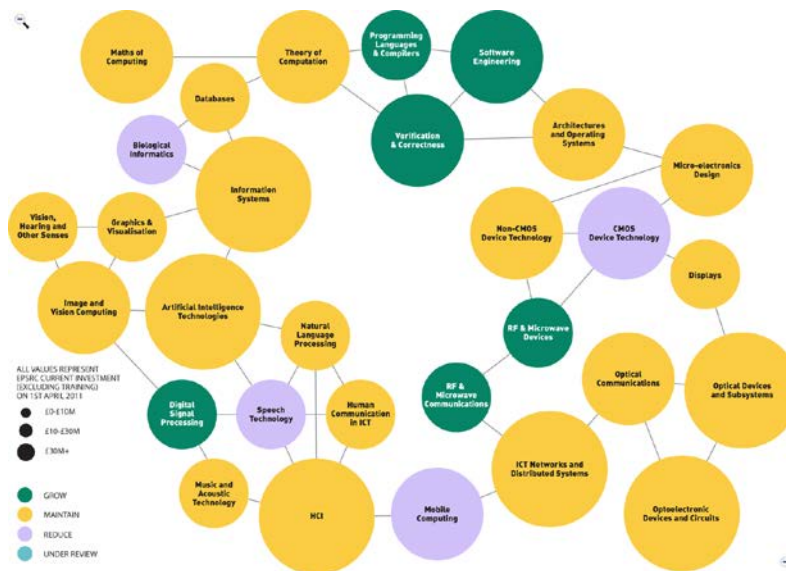 Maths of
Computing
Theory of
Computation
Programming
Languages
& Compilers
Software
Engineering
Databases
Biological
Informatics
Verification
& Correctness
Architectures
and Operating
Systems
Micro-electronics
Design
Information
Systems
Vision,
Hearing and
Other Senses
Graphics &
Visualisation
Non-CMOS
Device Technology
CMOS
Device Technology
Displays
Image and
Vision Computing
Artificial Intelligence
Technologies
Natural
Language
Processing
RF & Microwave
Devices
Optical
Communications
Optical Devices
and Subsystems
RF &
Microwave
Communications
Digital
Signal
Processing
Speech
Technology
Human
Communication
in ICT
ICT Networks and
Distributed Systems
Music and
Acoustic
Technology
HCI
Mobile
Computing
Optoelectronic
Devices and Circuits
ALL VALUES REPRESENT
EPSRC CURRENT INVESTMENT
(EXCLUDING TRAINING)
ON 1ST APRIL 2011
£0-£10M
£10-£30M
£30M+
GROW
MAINTAIN
REDUCE
UNDER REVIEW